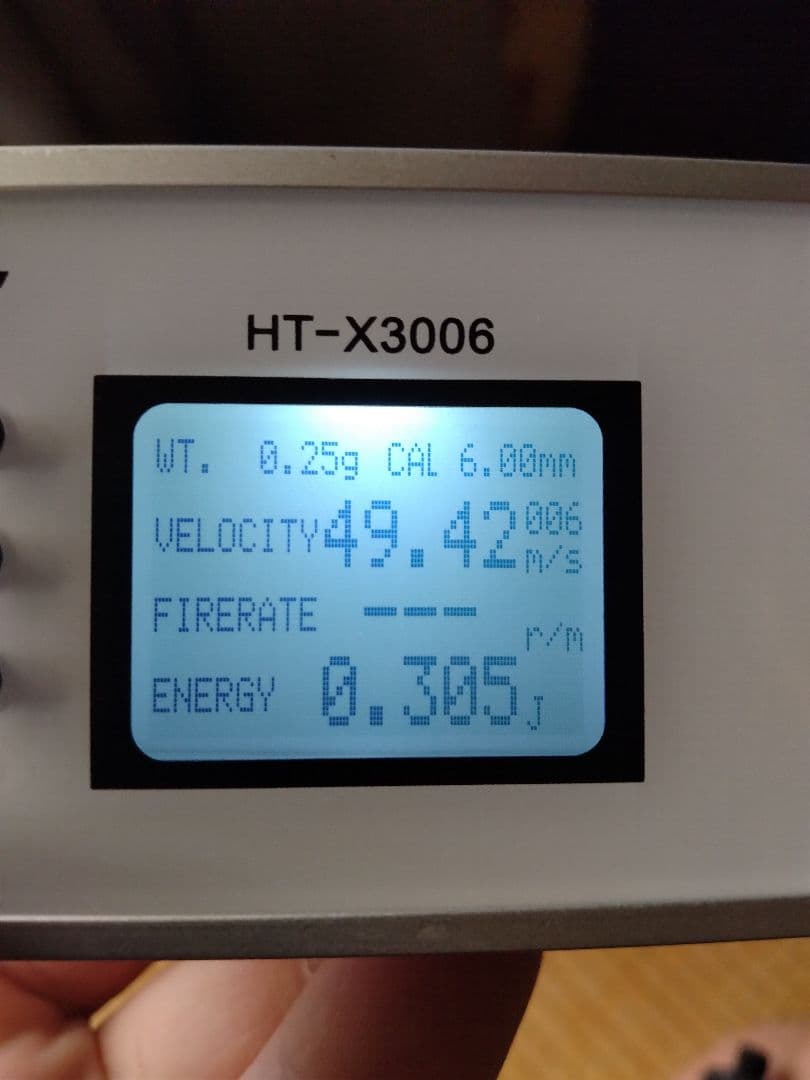 HT-X3006
WT. 0.25g CAL 6.00mm
VELOCITY 49.42 006 m/s
FIRERATE --- r/m
ENERGY 0.305 J